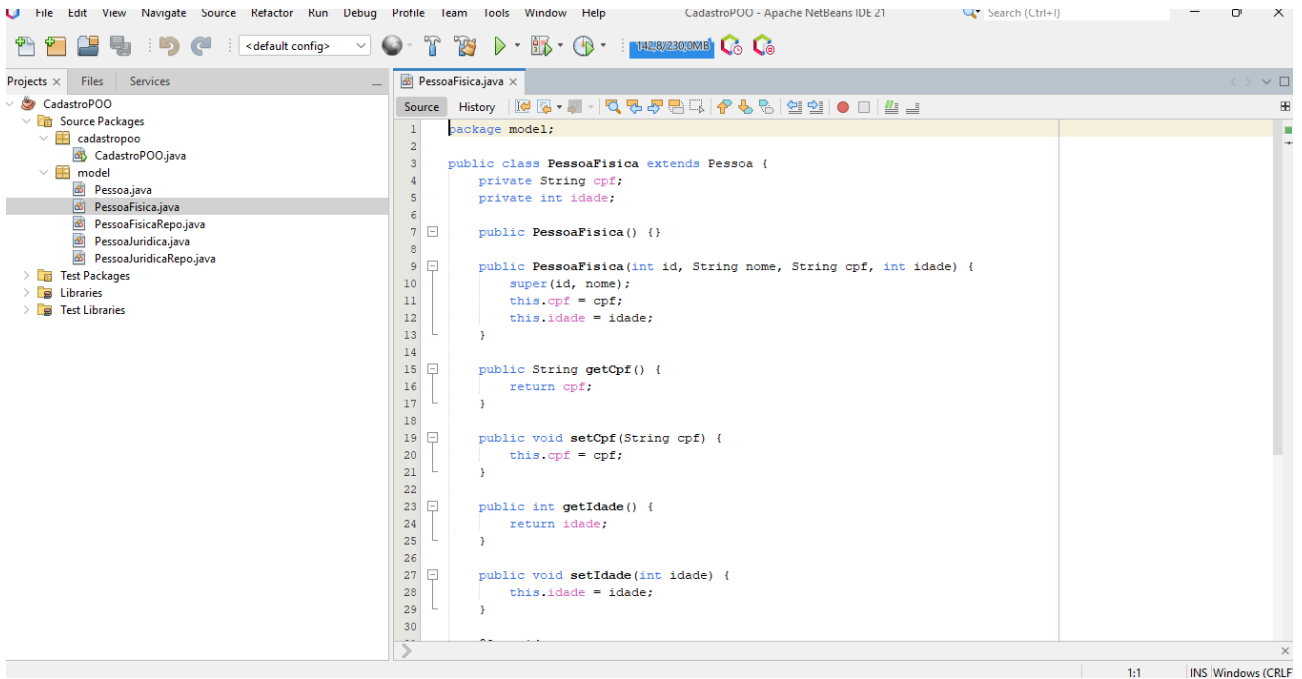 File Edit View Navigate Source Refactor Run Debug Profile Team Tools Window Help CadastroPOO - Apache NetBeans IDE 21 Search (Ctrl+I)
<default config> 142,8/230,0MB
Projects Files Services
CadastroPOO
Source Packages
cadastropoo
CadastroPOO.java
model
Pessoa.java
PessoaFisica.java
PessoaFisicaRepo.java
PessoaJuridica.java
PessoaJuridicaRepo.java
Test Packages
Libraries
Test Libraries
PessoaFisica.java
Source History
1 package model;
2
3 public class PessoaFisica extends Pessoa {
4 private String cpf;
5 private int idade;
6
7 public PessoaFisica() {}
8
9 public PessoaFisica(int id, String nome, String cpf, int idade) {
10 super(id, nome);
11 this.cpf = cpf;
12 this.idade = idade;
13 }
14
15 public String getCpf() {
16 return cpf;
17 }
18
19 public void setCpf(String cpf) {
20 this.cpf = cpf;
21 }
22
23 public int getIdade() {
24 return idade;
25 }
26
27 public void setIdade(int idade) {
28 this.idade = idade;
29 }
30
1:1 INS Windows (CRLF